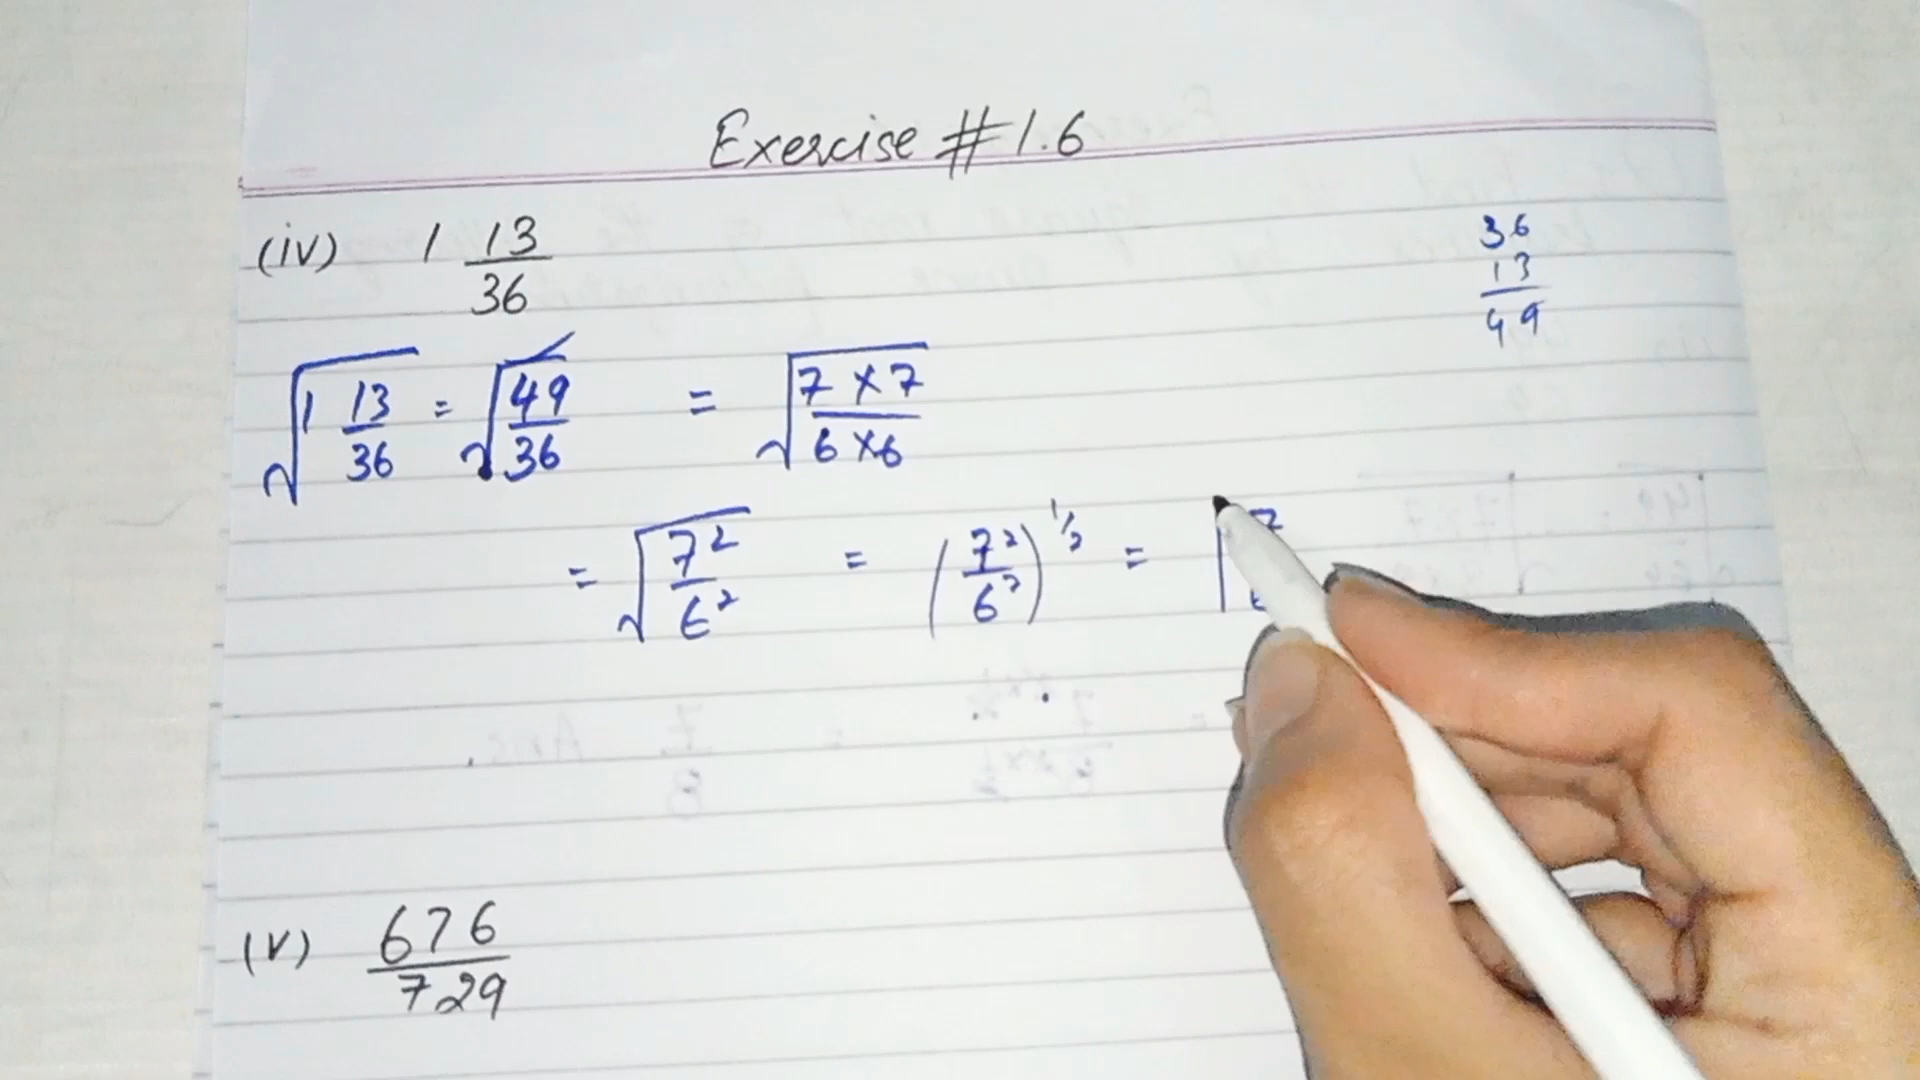 Exercise #1.6
(iv) 1 13/36
36
13
49
√(1 13/36) = √(49/36) = √(7×7/6×6)
= √(7²/6²) = (7²/6²)^1/2 =
(v) 676/729